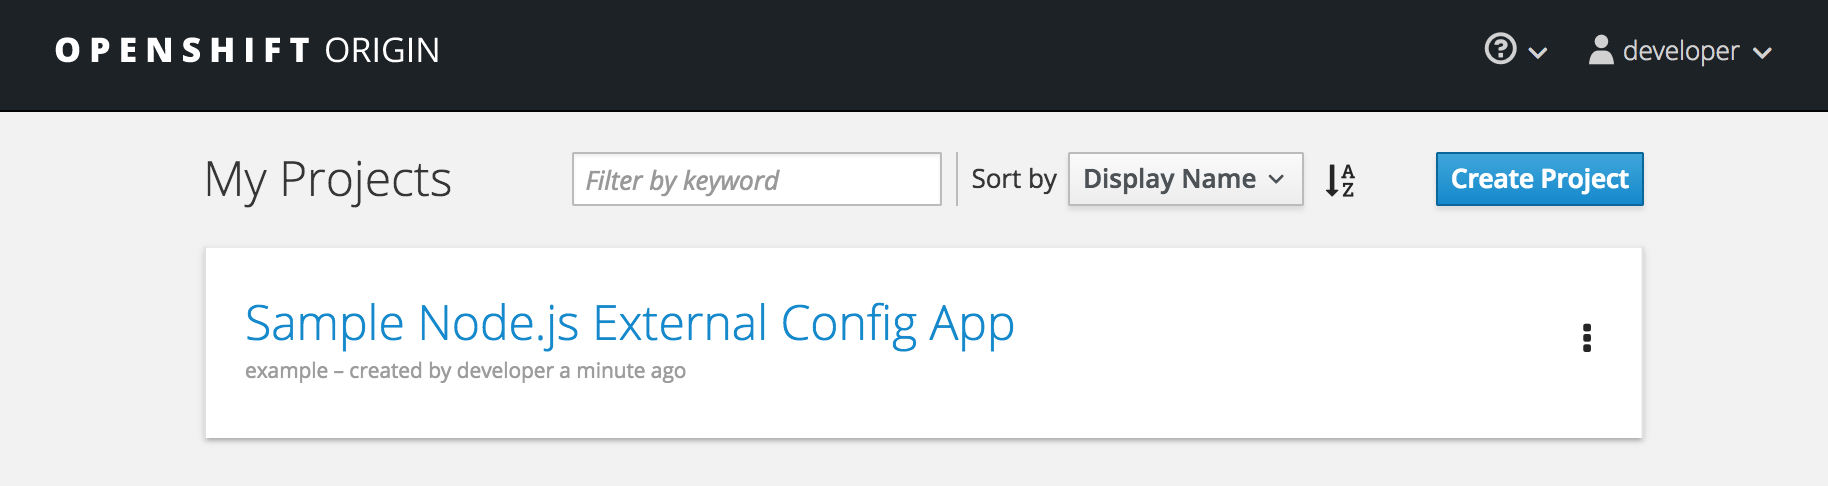 OPENSHIFT ORIGIN
developer
My Projects
Filter by keyword
Sort by
Display Name
A
Z
Create Project
Sample Node.js External Config App
example – created by developer a minute ago